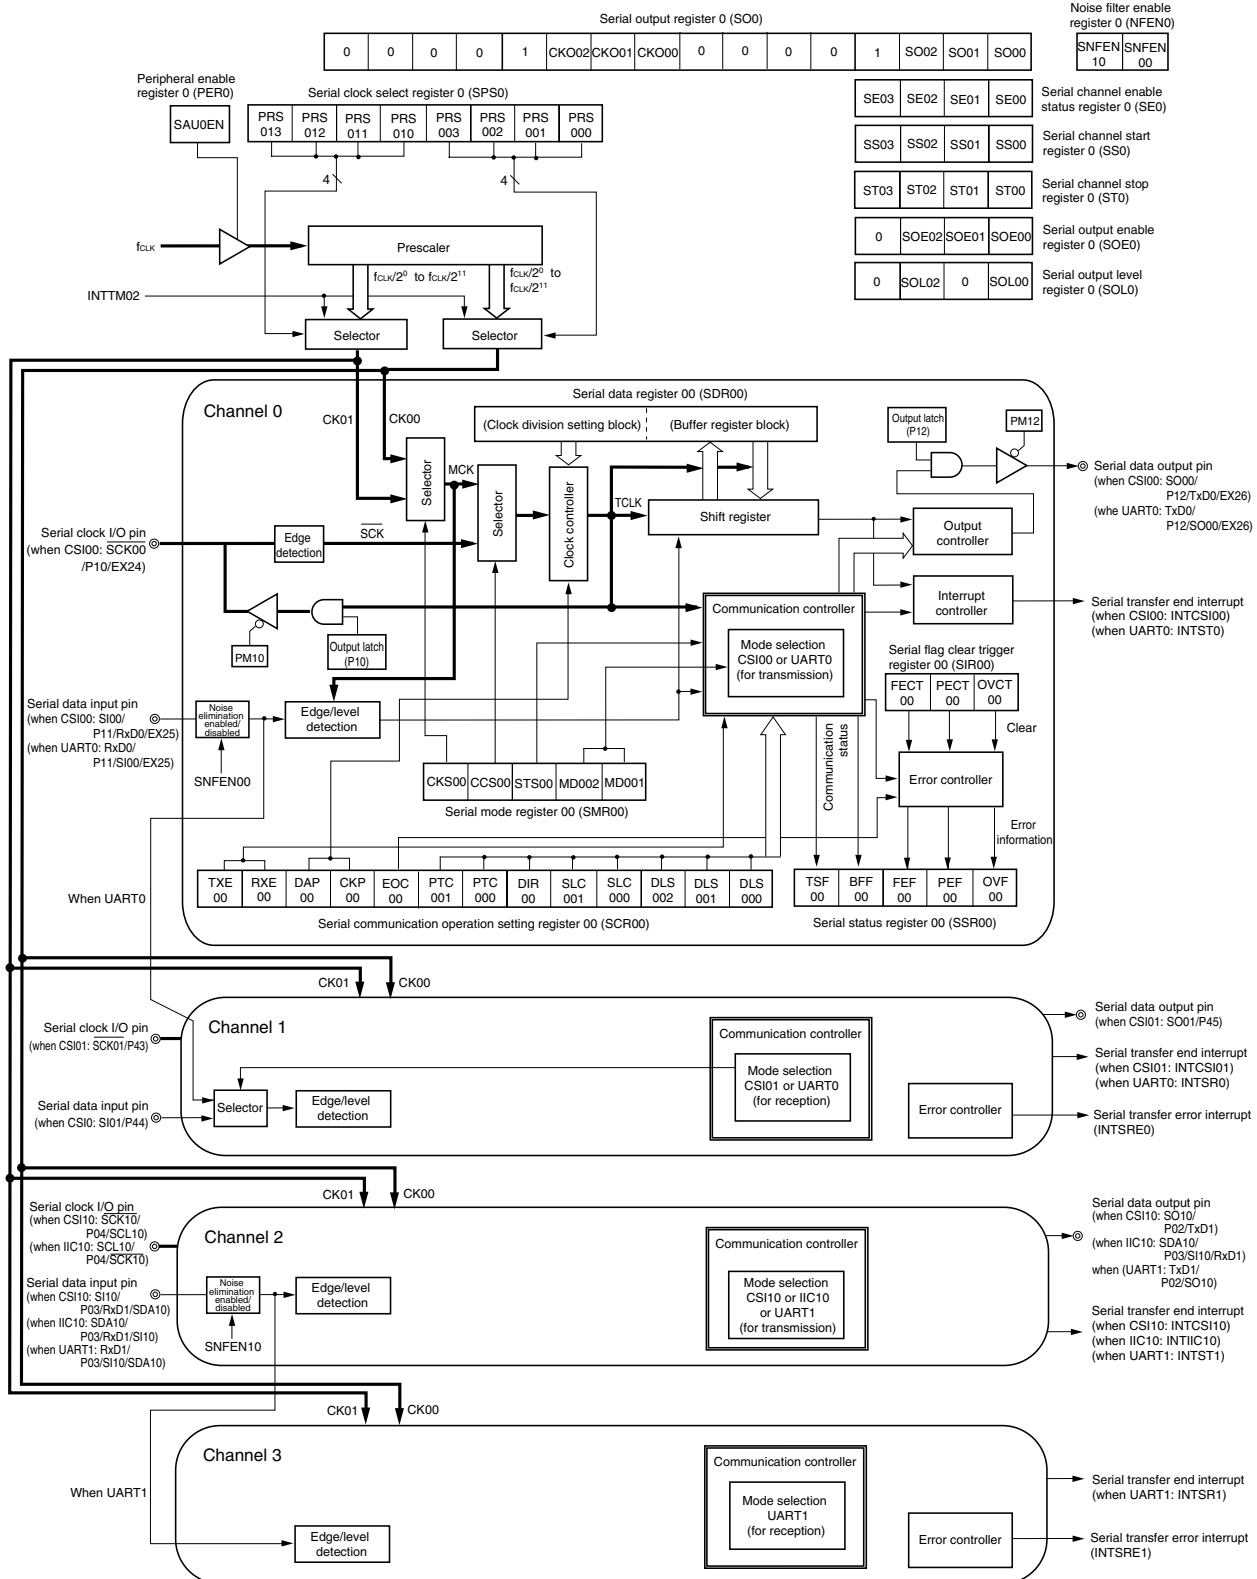 Serial output register 0 (SO0)
0 0 0 0 1 CKO02 CKO01 CKO00 0 0 0 0 1 SO02 SO01 SO00
Noise filter enable
register 0 (NFEN0)
SNFEN
10
SNFEN
00
Peripheral enable
register 0 (PER0)
SAU0EN
Serial clock select register 0 (SPS0)
PRS
013
PRS
012
PRS
011
PRS
010
PRS
003
PRS
002
PRS
001
PRS
000
4
4
SE03 SE02 SE01 SE00
Serial channel enable
status register 0 (SE0)
SS03 SS02 SS01 SS00
Serial channel start
register 0 (SS0)
ST03 ST02 ST01 ST00
Serial channel stop
register 0 (ST0)
0 SOE02 SOE01 SOE00
Serial output enable
register 0 (SOE0)
0 SOL02 0 SOL00
Serial output level
register 0 (SOL0)
fCLK
Prescaler
fCLK/2⁰ to fCLK/2¹¹
fCLK/2⁰ to
fCLK/2¹¹
INTTM02
Selector
Selector
Channel 0
CK01
CK00
Serial data register 00 (SDR00)
(Clock division setting block)
(Buffer register block)
Selector
MCK
Selector
Clock controller
TCLK
Shift register
Output latch
(P12)
PM12
Serial data output pin
(when CSI00: SO00/
P12/TxD0/EX26)
(whe UART0: TxD0/
P12/SO00/EX26)
Output
controller
Serial clock I/O pin
(when CSI00: SCK00
/P10/EX24)
Edge
detection
SCK
PM10
Output latch
(P10)
Communication controller
Mode selection
CSI00 or UART0
(for transmission)
Interrupt
controller
Serial transfer end interrupt
(when CSI00: INTCSI00)
(when UART0: INTST0)
Serial flag clear trigger
register 00 (SIR00)
FECT
00
PECT
00
OVCT
00
Clear
Serial data input pin
(when CSI00: SI00/
P11/RxD0/EX25)
(when UART0: RxD0/
P11/SI00/EX25)
Noise
elimination
enabled/
disabled
SNFEN00
Edge/level
detection
CKS00 CCS00 STS00 MD002 MD001
Serial mode register 00 (SMR00)
Communication
status
Error controller
Error
information
When UART0
TXE
00
RXE
00
DAP
00
CKP
00
EOC
00
PTC
001
PTC
000
DIR
00
SLC
001
SLC
000
DLS
002
DLS
001
DLS
000
Serial communication operation setting register 00 (SCR00)
TSF
00
BFF
00
FEF
00
PEF
00
OVF
00
Serial status register 00 (SSR00)
CK01
CK00
Channel 1
Serial clock I/O pin
(when CSI01: SCK01/P43)
Serial data input pin
(when CSI0: SI01/P44)
Selector
Edge/level
detection
Communication controller
Mode selection
CSI01 or UART0
(for reception)
Error controller
Serial data output pin
(when CSI01: SO01/P45)
Serial transfer end interrupt
(when CSI01: INTCSI01)
(when UART0: INTSR0)
Serial transfer error interrupt
(INTSRE0)
CK01
CK00
Channel 2
Serial clock I/O pin
(when CSI10: SCK10/
P04/SCL10)
(when IIC10: SCL10/
P04/SCK10)
Serial data input pin
(when CSI10: SI10/
P03/RxD1/SDA10)
(when IIC10: SDA10/
P03/RxD1/SI10)
(when UART1: RxD1/
P03/SI10/SDA10)
Noise
elimination
enabled/
disabled
SNFEN10
Edge/level
detection
Communication controller
Mode selection
CSI10 or IIC10
or UART1
(for transmission)
Serial data output pin
(when CSI10: SO10/
P02/TxD1)
(when IIC10: SDA10/
P03/SI10/RxD1)
when (UART1: TxD1/
P02/SO10)
Serial transfer end interrupt
(when CSI10: INTCSI10)
(when IIC10: INTIIC10)
(when UART1: INTST1)
CK01
CK00
Channel 3
When UART1
Edge/level
detection
Communication controller
Mode selection
UART1
(for reception)
Error controller
Serial transfer end interrupt
(when UART1: INTSR1)
Serial transfer error interrupt
(INTSRE1)